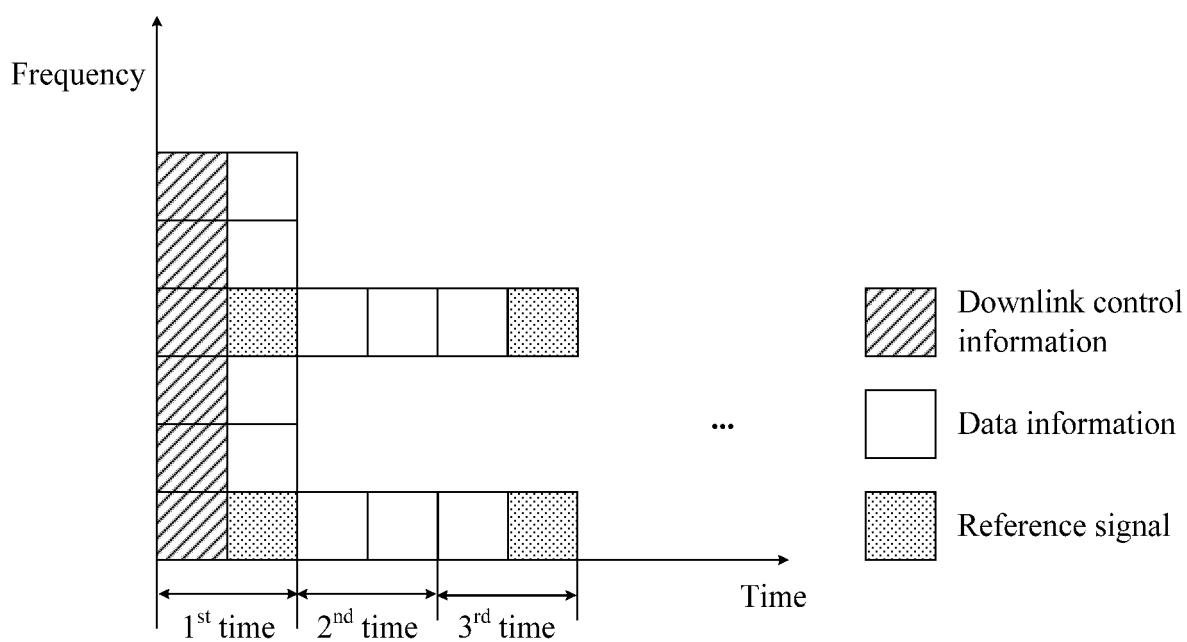 Frequency
Downlink control
information
...
Data information
Reference signal
Time
1st time
2nd time
3rd time